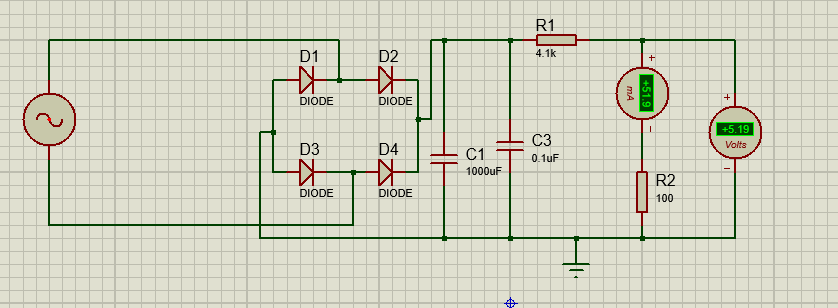 R1
4.1k
D1
DIODE
D2
DIODE
+
+51.9
mA
-
+
+5.19
Volts
-
D3
DIODE
D4
DIODE
C1
1000uF
C3
0.1uF
R2
100